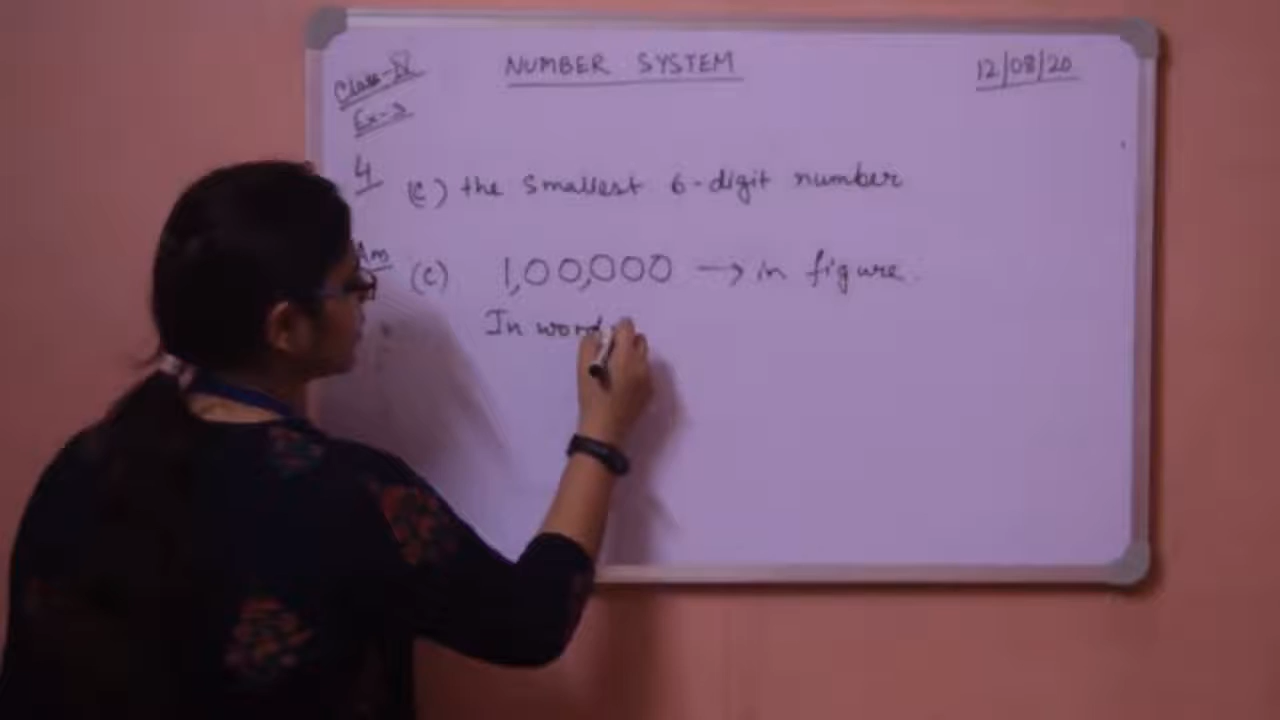 Class-IV NUMBER SYSTEM 12/08/20
Ex-2
4 (c) the smallest 6-digit number
Ans (c) 1,00,000 → in figure.
In word